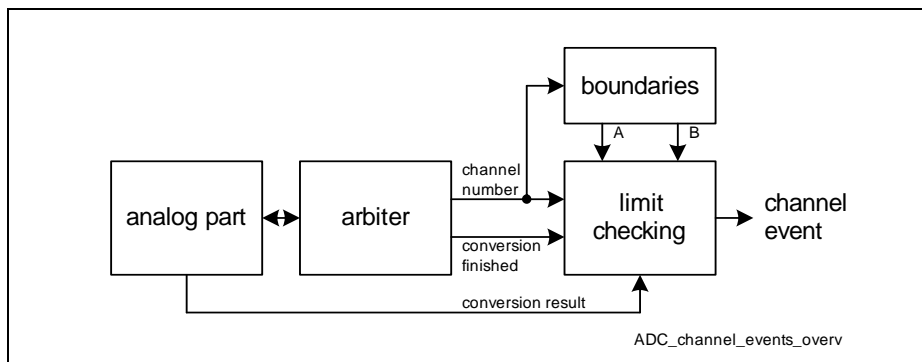 boundaries
A
B
channel
number
analog part
arbiter
limit
checking
channel
event
conversion
finished
conversion result
ADC_channel_events_overv